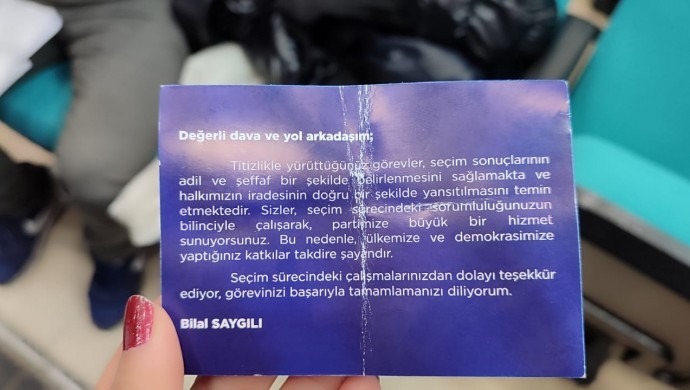 Değerli dava ve yol arkadaşım;
Titizlikle yürüttüğünüz görevler, seçim sonuçlarının
adil ve şeffaf bir şekilde belirlenmesini sağlamakta ve
halkımızın iradesinin doğru bir şekilde yansıtılmasını temin
etmektedir. Sizler, seçim sürecindeki sorumluluğunuzun
bilinciyle çalışarak, partimize büyük bir hizmet
sunuyorsunuz. Bu nedenle, ülkemize ve demokrasimize
yaptığınız katkılar takdire şayandır.
Seçim sürecindeki çalışmalarınızdan dolayı teşekkür
ediyor, görevinizi başarıyla tamamlamanızı diliyorum.
Bilal SAYGILI